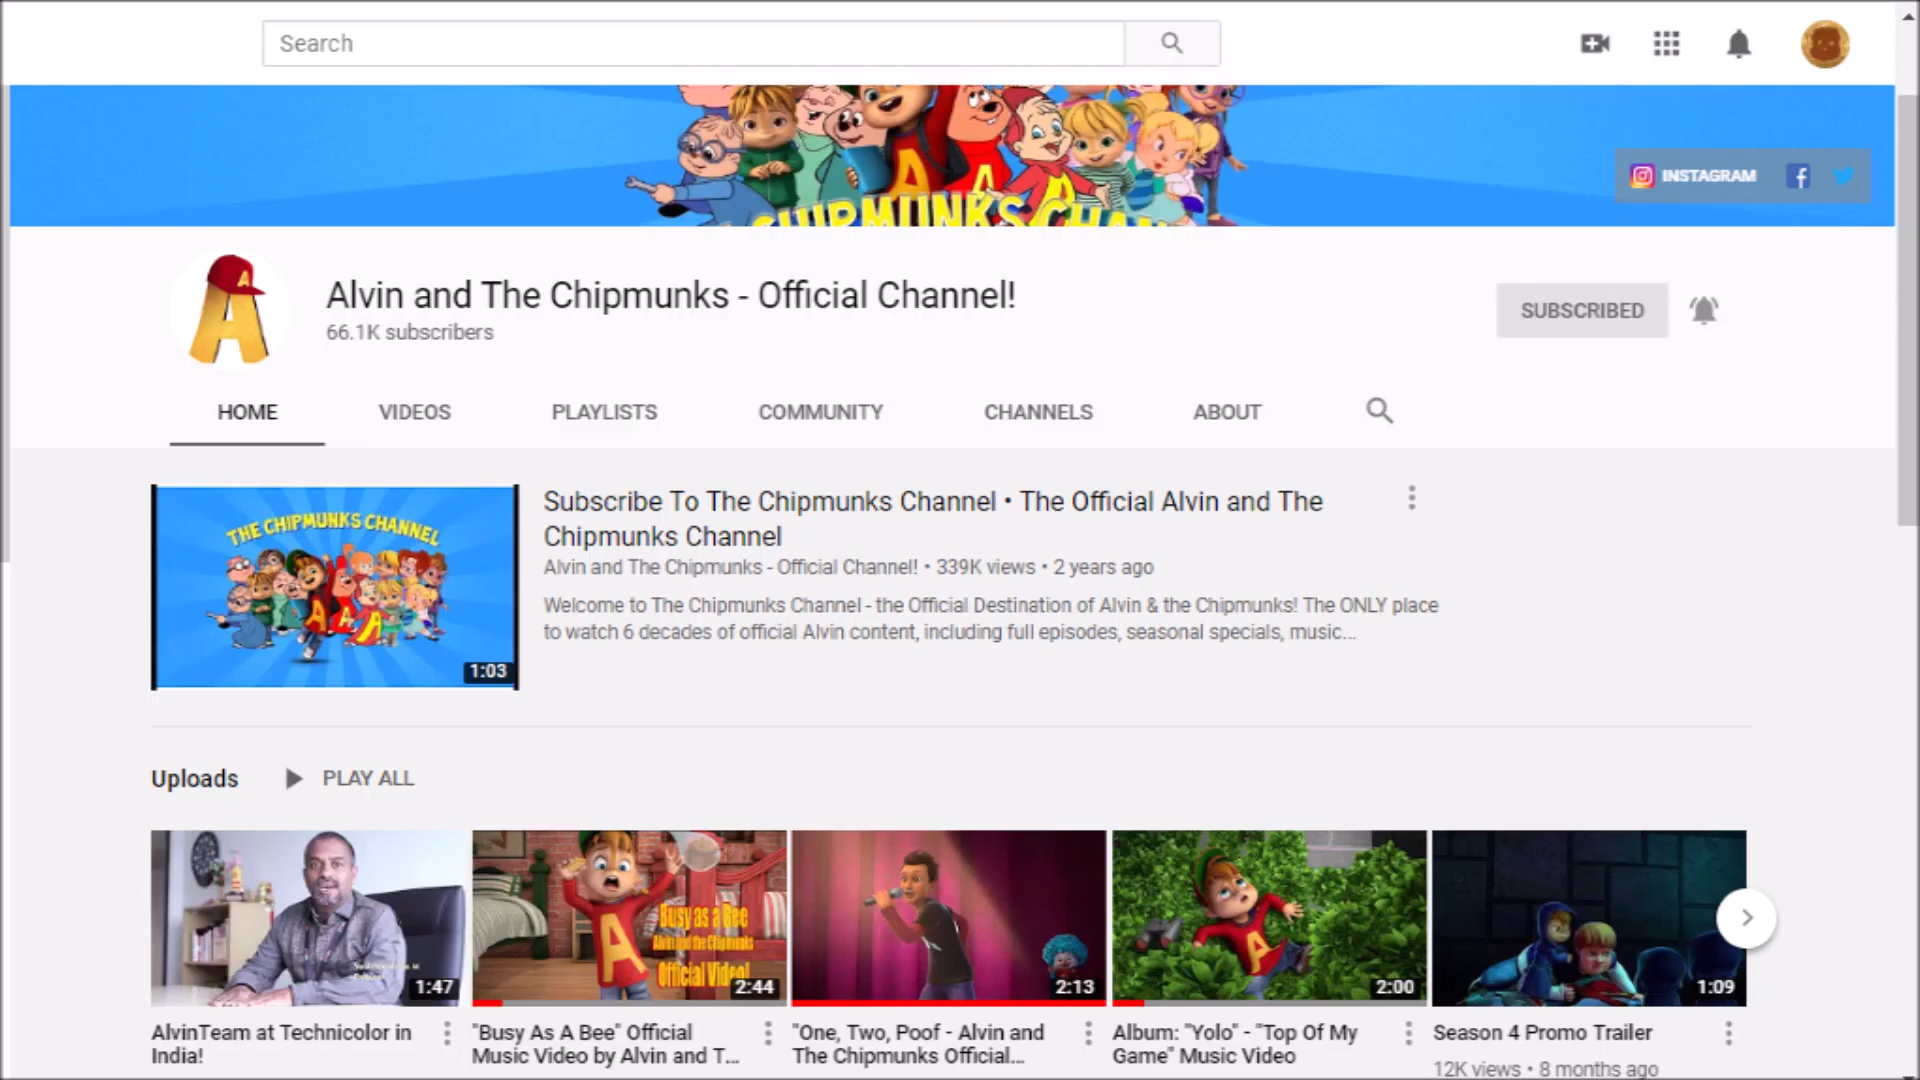 Search
A
CHIPMUNKS CHAN
INSTAGRAM
Alvin and The Chipmunks - Official Channel!
66.1K subscribers
SUBSCRIBED
HOME VIDEOS PLAYLISTS COMMUNITY CHANNELS ABOUT
THE CHIPMUNKS CHANNEL
1:03
Subscribe To The Chipmunks Channel • The Official Alvin and The
Chipmunks Channel
Alvin and The Chipmunks - Official Channel! • 339K views • 2 years ago
Welcome to The Chipmunks Channel - the Official Destination of Alvin & the Chipmunks! The ONLY place
to watch 6 decades of official Alvin content, including full episodes, seasonal specials, music...
Uploads PLAY ALL
1:47
Busy as a Bee
Alvin and the Chipmunks
Official Video!
2:44
2:13
2:00
1:09
AlvinTeam at Technicolor in
India!
"Busy As A Bee" Official
Music Video by Alvin and T...
"One, Two, Poof - Alvin and
The Chipmunks Official...
Album: "Yolo" - "Top Of My
Game" Music Video
Season 4 Promo Trailer
12K views • 8 months ago